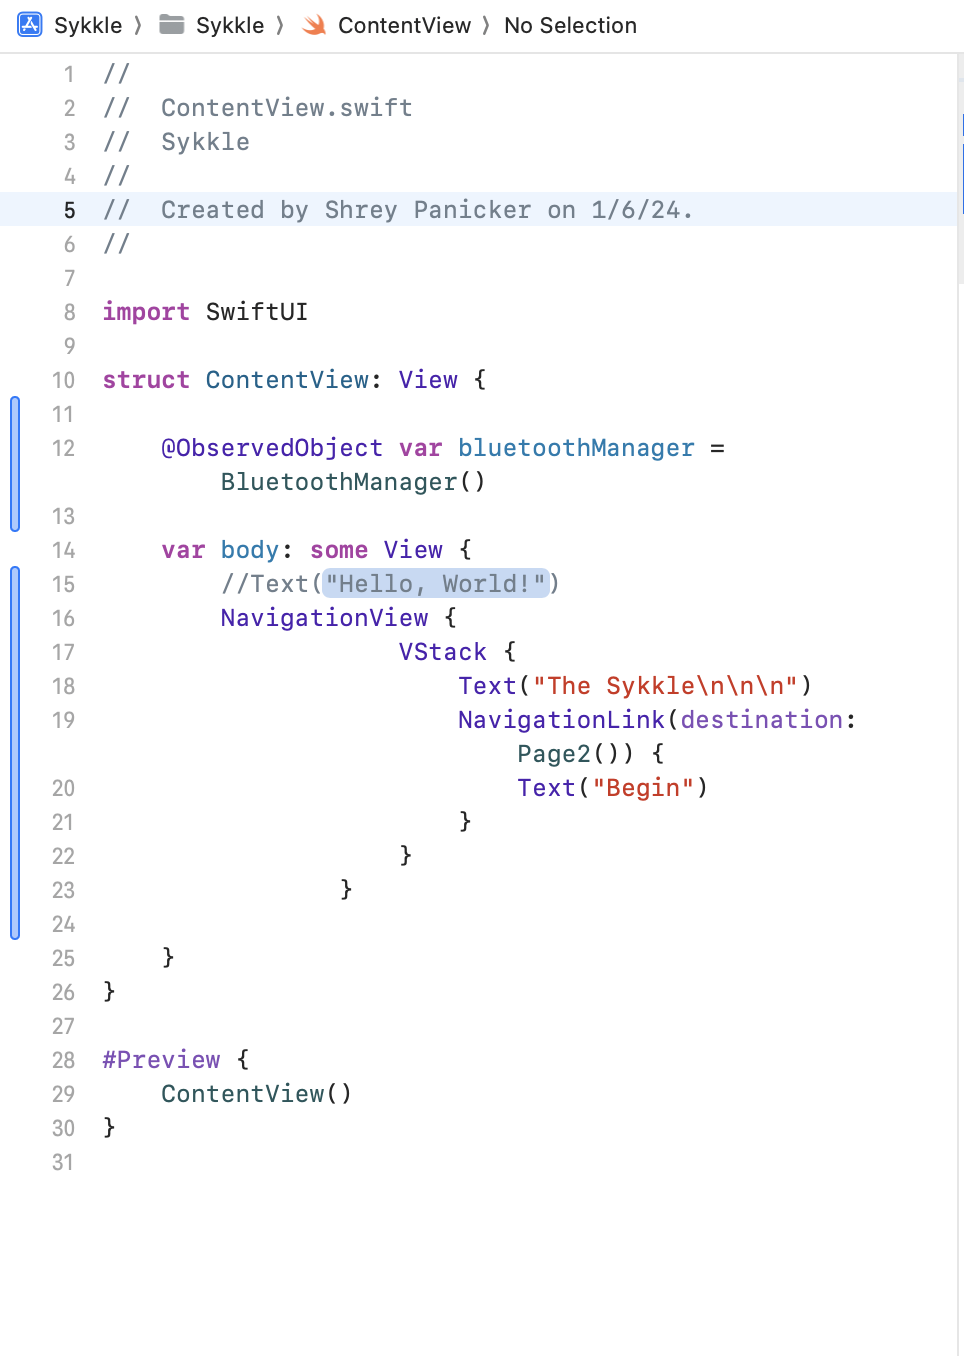 Sykkle 〉 Sykkle 〉 ContentView 〉 No Selection
1 //
2 //  ContentView.swift
3 //  Sykkle
4 //
5 //  Created by Shrey Panicker on 1/6/24.
6 //
7
8 import SwiftUI
9
10 struct ContentView: View {
11
12     @ObservedObject var bluetoothManager =
            BluetoothManager()
13
14     var body: some View {
15         //Text("Hello, World!")
16         NavigationView {
17                     VStack {
18                         Text("The Sykkle\n\n\n")
19                         NavigationLink(destination:
                                Page2()) {
20                             Text("Begin")
21                         }
22                     }
23                 }
24
25     }
26 }
27
28 #Preview {
29     ContentView()
30 }
31